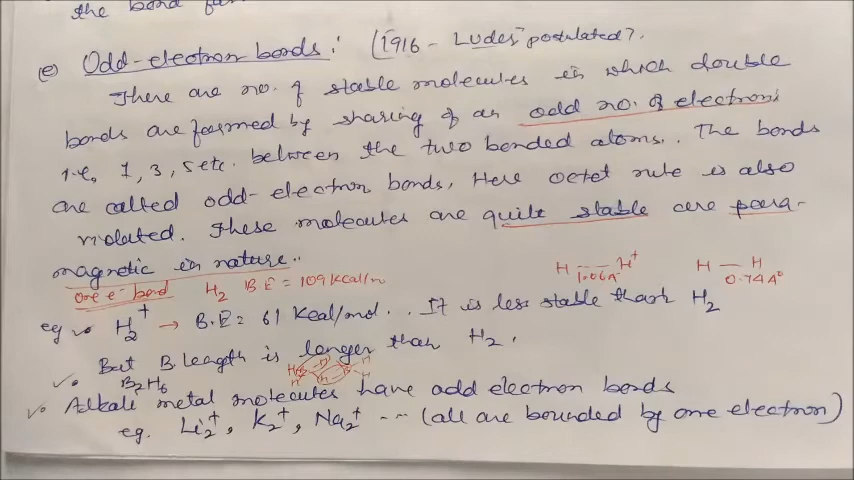 the bond
(e) Odd-electron bonds : (1916 - Ludes postulated?.
There are no. of stable molecules in which double
bonds are formed by sharing of an odd no. of electrons
i.e, 1, 3, 5 etc. between the two bonded atoms. The bonds
are called odd-electron bonds, Here octet rule is also
violated. These molecules are quite stable are para-
magnetic in nature..
H---H+ H—H
1.06A° 0.74A°
One e- bond H2 B E = 109 Kcal/m
eg H2+ → B.E = 61 Kcal/mol... It is less stable than H2
But B.length is longer than H2.
B2H6
Alkali metal molecules have odd electron bonds
eg. Li2+, K2+, Na2+ --- (all are bounded by one electron)